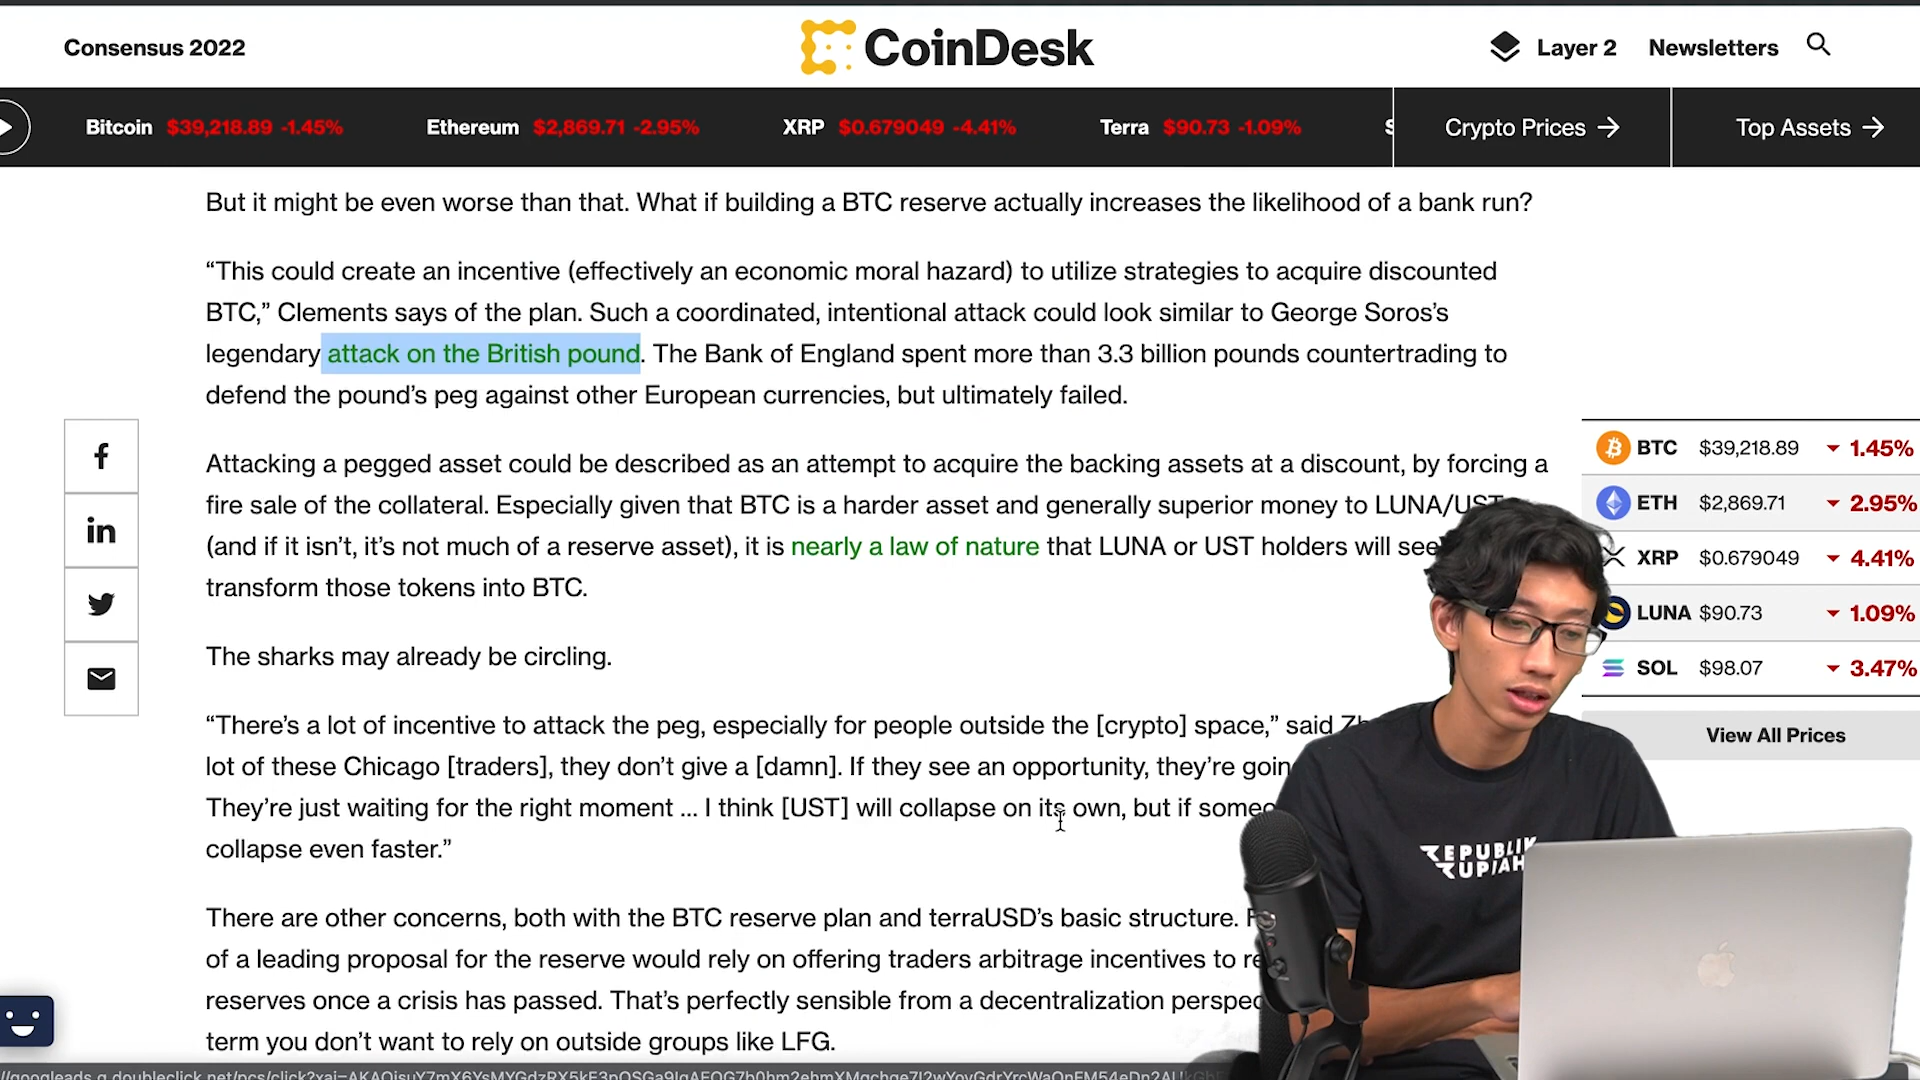 Consensus 2022
CoinDesk
Layer 2
Newsletters
Bitcoin $39,218.89 -1.45%
Ethereum $2,869.71 -2.95%
XRP $0.679049 -4.41%
Terra $90.73 -1.09%
Crypto Prices →
Top Assets →
But it might be even worse than that. What if building a BTC reserve actually increases the likelihood of a bank run?
“This could create an incentive (effectively an economic moral hazard) to utilize strategies to acquire discounted
BTC,” Clements says of the plan. Such a coordinated, intentional attack could look similar to George Soros’s
legendary attack on the British pound. The Bank of England spent more than 3.3 billion pounds countertrading to
defend the pound’s peg against other European currencies, but ultimately failed.
Attacking a pegged asset could be described as an attempt to acquire the backing assets at a discount, by forcing a
fire sale of the collateral. Especially given that BTC is a harder asset and generally superior money to LUNA/UST
(and if it isn’t, it’s not much of a reserve asset), it is nearly a law of nature that LUNA or UST holders will see
transform those tokens into BTC.
The sharks may already be circling.
“There’s a lot of incentive to attack the peg, especially for people outside the [crypto] space,” said
lot of these Chicago [traders], they don’t give a [damn]. If they see an opportunity, they’re
They’re just waiting for the right moment ... I think [UST] will collapse on its own, but if
collapse even faster.”
There are other concerns, both with the BTC reserve plan and terraUSD’s basic structure.
of a leading proposal for the reserve would rely on offering traders arbitrage incentives to
reserves once a crisis has passed. That’s perfectly sensible from a decentralization
term you don’t want to rely on outside groups like LFG.
BTC $39,218.89 1.45%
ETH $2,869.71 2.95%
XRP $0.679049 4.41%
LUNA $90.73 1.09%
SOL $98.07 3.47%
View All Prices
REPUBLIK
RUPIAH